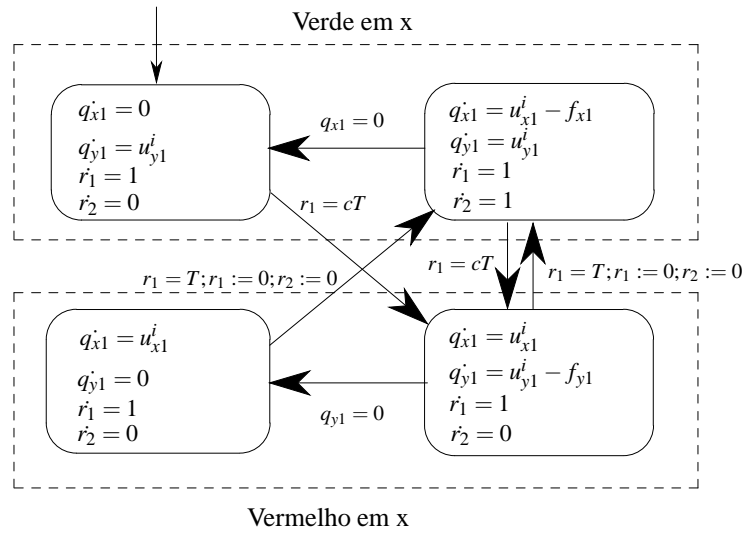 Verde em x
q̇x1 = 0
q̇y1 = u^i_y1
ṙ1 = 1
ṙ2 = 0
qx1 = 0
q̇x1 = u^i_x1 − fx1
q̇y1 = u^i_y1
ṙ1 = 1
ṙ2 = 1
r1 = cT
r1 = cT
r1 = T; r1 := 0; r2 := 0
r1 = T; r1 := 0; r2 := 0
q̇x1 = u^i_x1
q̇y1 = 0
ṙ1 = 1
ṙ2 = 0
qy1 = 0
q̇x1 = u^i_x1
q̇y1 = u^i_y1 − fy1
ṙ1 = 1
ṙ2 = 0
Vermelho em x